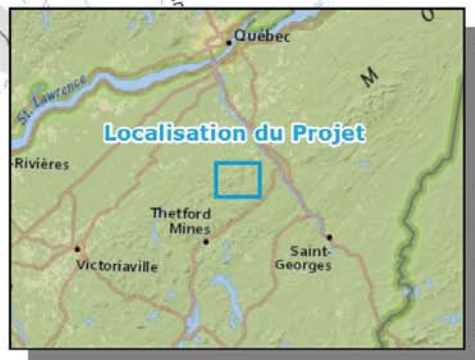 Québec
M O
St. Lawrence
Localisation du Projet
-Rivières
Thetford
Mines
Saint-
Georges
Victoriaville